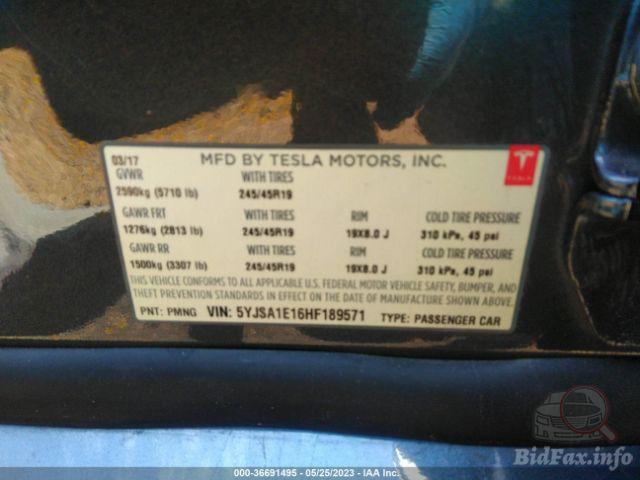 03/17
MFD BY TESLA MOTORS, INC.
TESLA
GVWR WITH TIRES
2590kg (5710 lb) 245/45R19
GAWR FRT WITH TIRES RIM COLD TIRE PRESSURE
1276kg (2813 lb) 245/45R19 19X8.0 J 310 kPa, 45 psi
GAWR RR WITH TIRES RIM COLD TIRE PRESSURE
1500kg (3307 lb) 245/45R19 19X8.0 J 310 kPa, 45 psi
THIS VEHICLE CONFORMS TO ALL APPLICABLE U.S. FEDERAL MOTOR VEHICLE SAFETY, BUMPER, AND
THEFT PREVENTION STANDARDS IN EFFECT ON THE DATE OF MANUFACTURE SHOWN ABOVE.
PNT: PMNG VIN: 5YJSA1E16HF189571 TYPE: PASSENGER CAR
BidFax.info
000-36691495 - 05/25/2023 - IAA Inc.